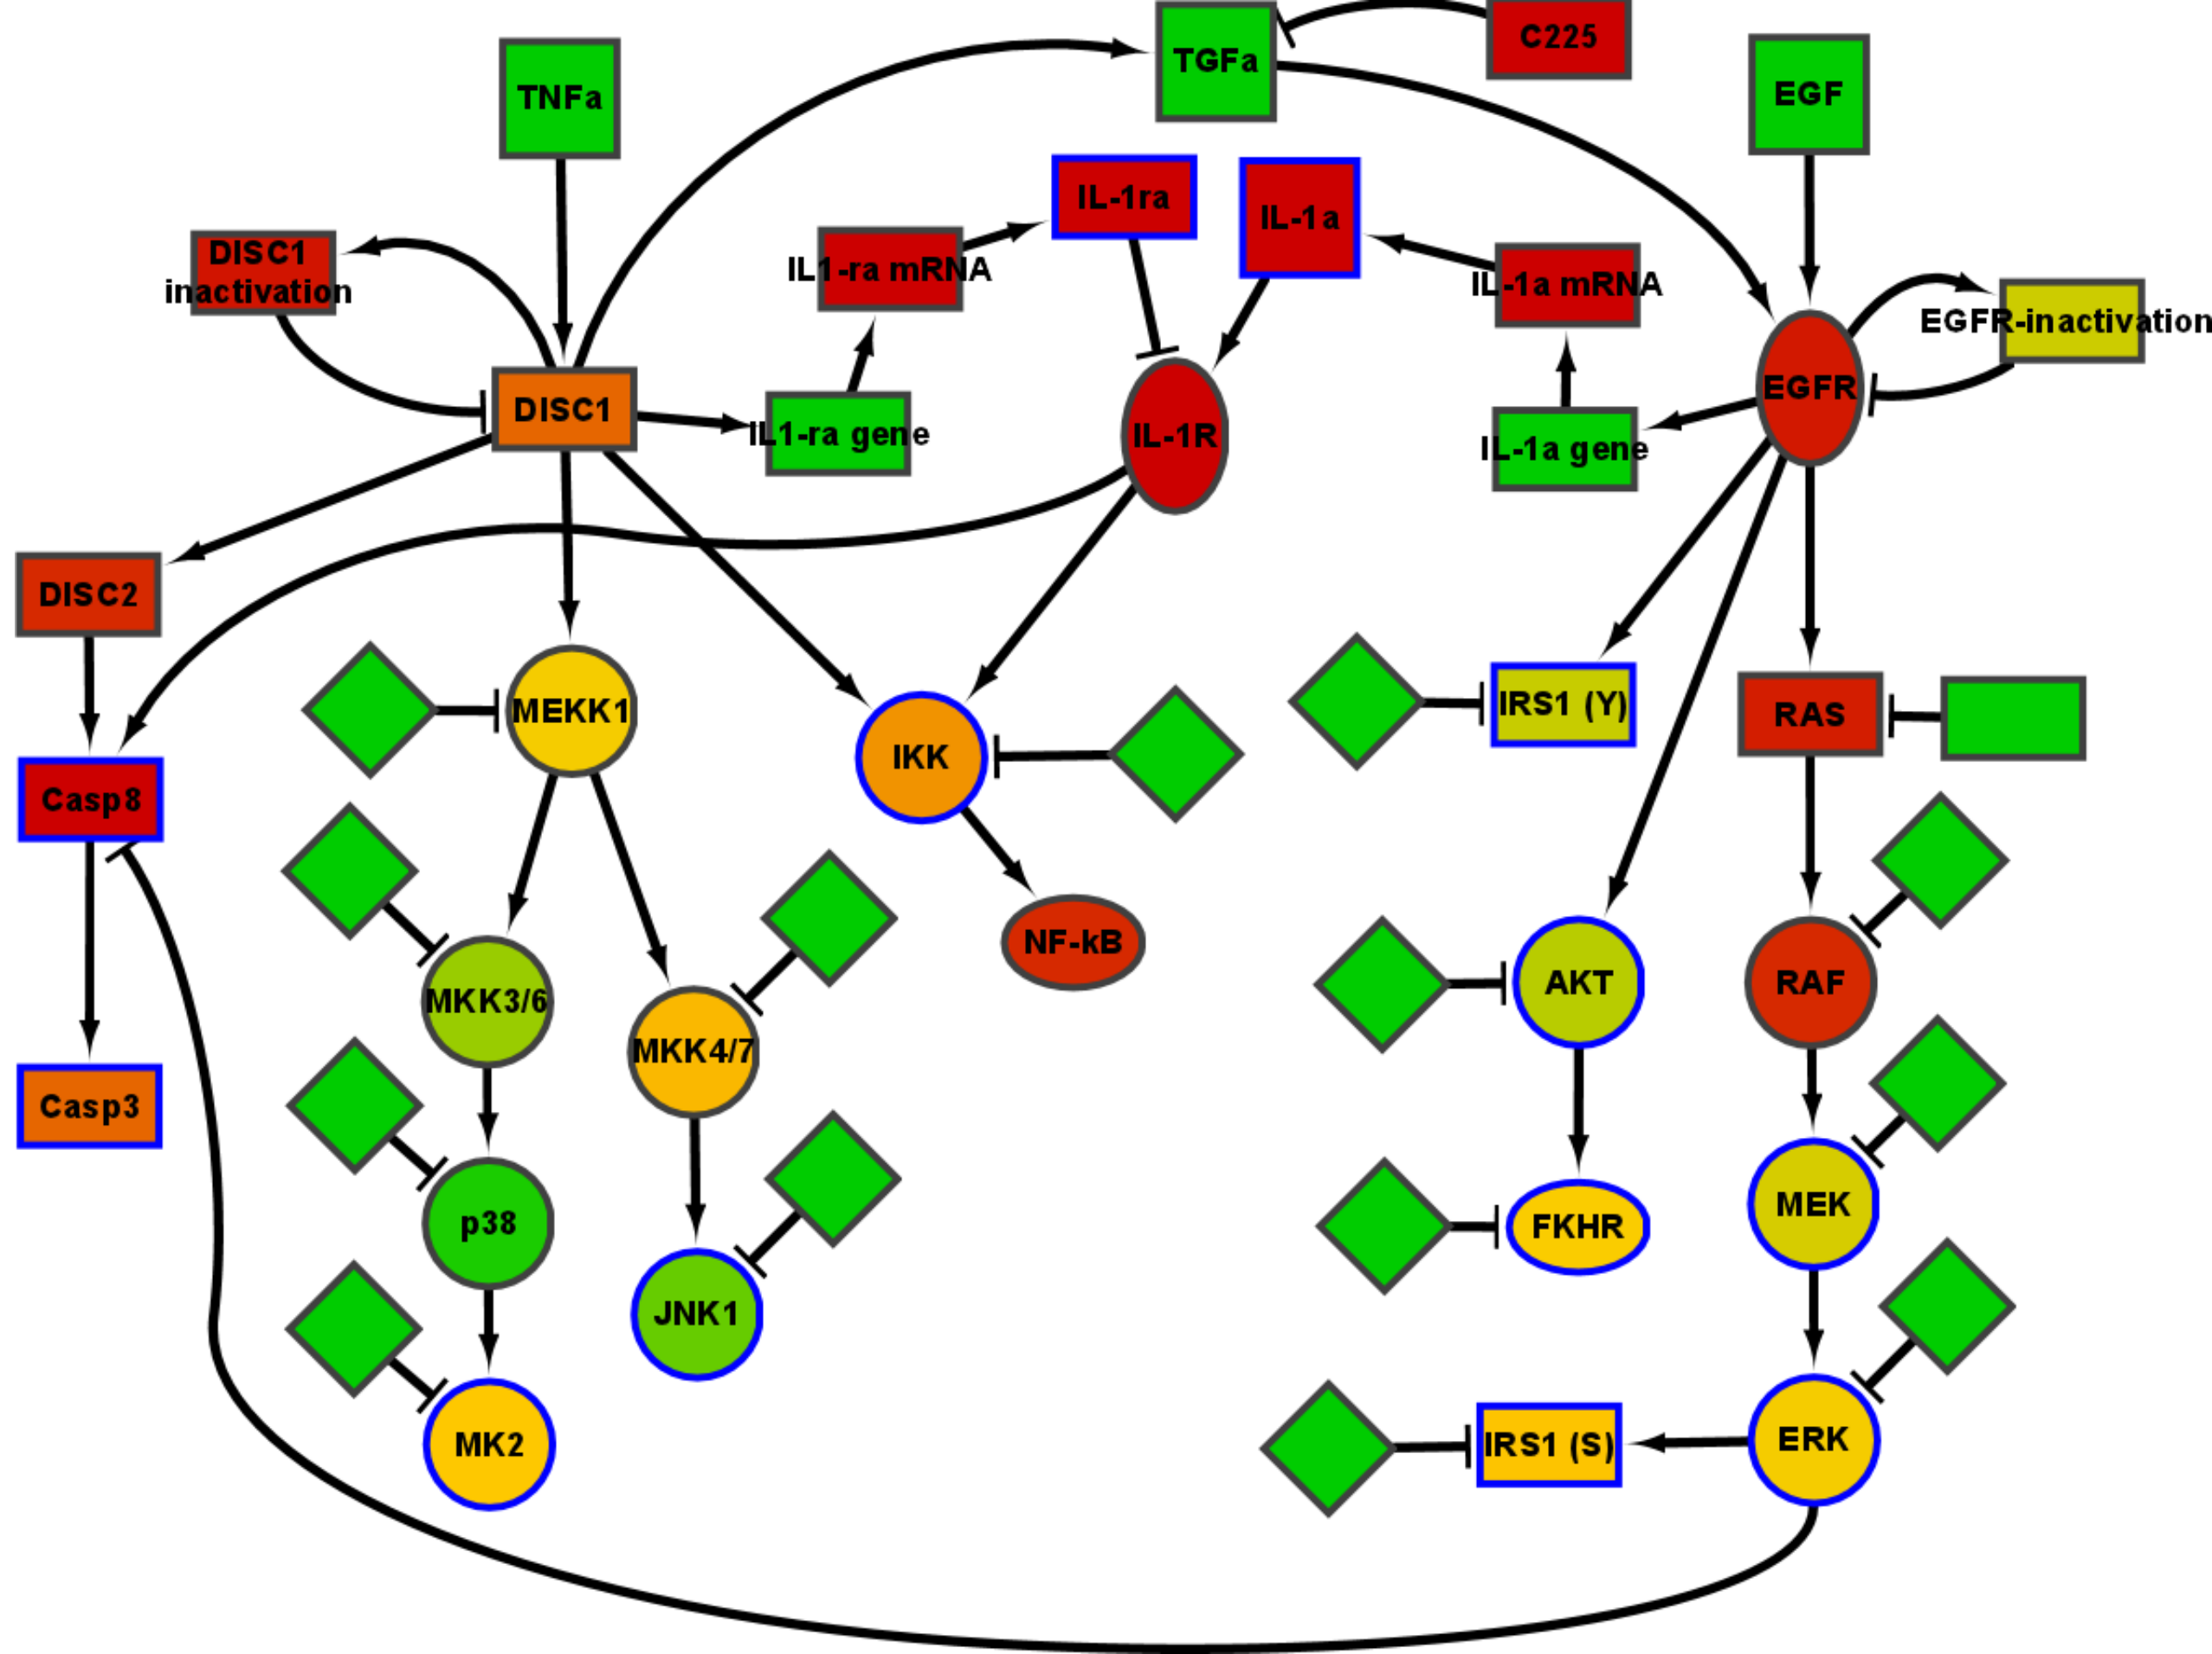 C225
TGFa
EGF
TNFa
IL-1ra
IL-1a
DISC1
inactivation
IL1-ra mRNA
IL-1a mRNA
EGFR-inactivation
EGFR
DISC1
IL1-ra gene
IL-1R
IL-1a gene
DISC2
MEKK1
IRS1 (Y)
RAS
IKK
Casp8
NF-kB
AKT
RAF
MKK3/6
MKK4/7
Casp3
p38
FKHR
MEK
JNK1
MK2
IRS1 (S)
ERK